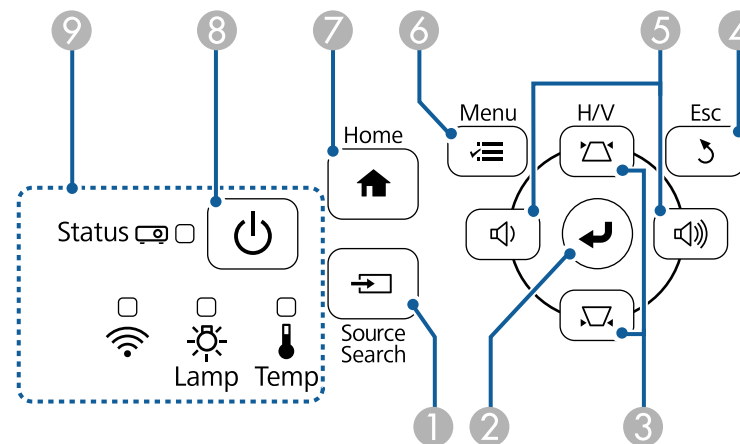 9 8 7 6 5 4
Menu H/V Esc
Home
Status
Source
Search
Lamp Temp
1 2 3